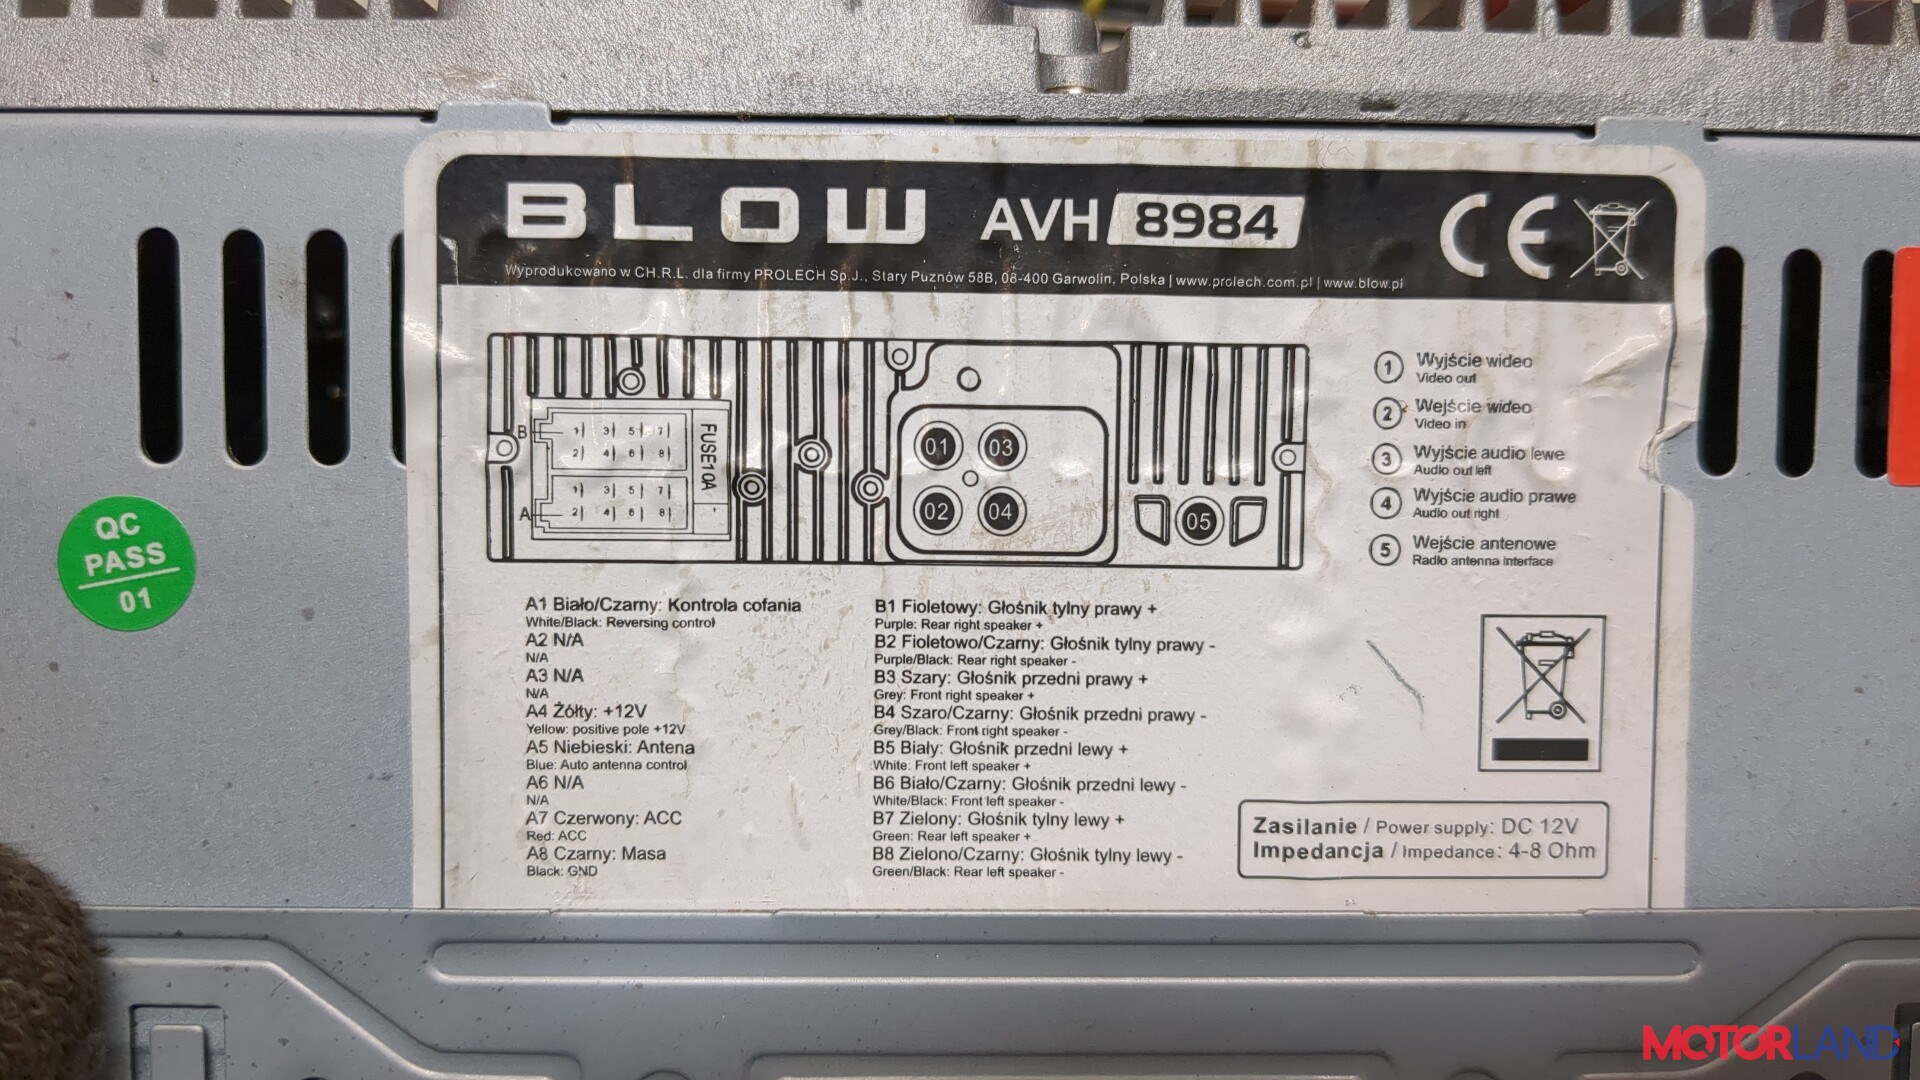 BLOW AVH 8984
Wyprodukowano w CH.R.L. dla firmy PROLECH Sp.J., Stary Puznów 58B, 08-400 Garwolin, Polska | www.prolech.com.pl | www.blow.pl
CE
B 1 3 5 7
2 4 6 8
A 1 3 5 7
2 4 6 8
FUSE10A
01 03
02 04
05
1 Wyjście wideo
Video out
2 Wejście wideo
Video in
3 Wyjście audio lewe
Audio out left
4 Wyjście audio prawe
Audio out right
5 Wejście antenowe
Radio antenna interface
QC
PASS
01
A1 Biało/Czarny: Kontrola cofania
White/Black: Reversing control
A2 N/A
N/A
A3 N/A
N/A
A4 Żółty: +12V
Yellow: positive pole +12V
A5 Niebieski: Antena
Blue: Auto antenna control
A6 N/A
N/A
A7 Czerwony: ACC
Red: ACC
A8 Czarny: Masa
Black: GND
B1 Fioletowy: Głośnik tylny prawy +
Purple: Rear right speaker +
B2 Fioletowo/Czarny: Głośnik tylny prawy -
Purple/Black: Rear right speaker -
B3 Szary: Głośnik przedni prawy +
Grey: Front right speaker +
B4 Szaro/Czarny: Głośnik przedni prawy -
Grey/Black: Front right speaker -
B5 Biały: Głośnik przedni lewy +
White: Front left speaker +
B6 Biało/Czarny: Głośnik przedni lewy -
White/Black: Front left speaker -
B7 Zielony: Głośnik tylny lewy +
Green: Rear left speaker +
B8 Zielono/Czarny: Głośnik tylny lewy -
Green/Black: Rear left speaker -
Zasilanie / Power supply: DC 12V
Impedancja / Impedance: 4-8 Ohm
MOTORLAND